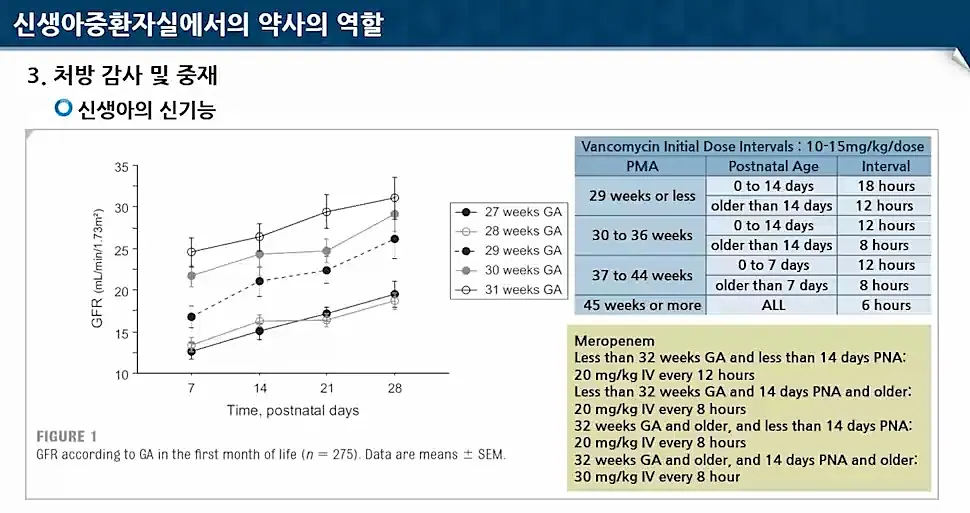 신생아중환자실에서의 약사의 역할
3. 처방 감사 및 중재
신생아의 신기능
35
30
25
20
15
10
GFR (mL/min/1.73m²)
7 14 21 28
Time, postnatal days
27 weeks GA
28 weeks GA
29 weeks GA
30 weeks GA
31 weeks GA
FIGURE 1
GFR according to GA in the first month of life (n = 275). Data are means ± SEM.
Vancomycin Initial Dose Intervals : 10-15mg/kg/dose
PMA Postnatal Age Interval
29 weeks or less 0 to 14 days 18 hours
older than 14 days 12 hours
30 to 36 weeks 0 to 14 days 12 hours
older than 14 days 8 hours
37 to 44 weeks 0 to 7 days 12 hours
older than 7 days 8 hours
45 weeks or more ALL 6 hours
Meropenem
Less than 32 weeks GA and less than 14 days PNA:
20 mg/kg IV every 12 hours
Less than 32 weeks GA and 14 days PNA and older:
20 mg/kg IV every 8 hours
32 weeks GA and older, and less than 14 days PNA:
20 mg/kg IV every 8 hours
32 weeks GA and older, and 14 days PNA and older:
30 mg/kg IV every 8 hour